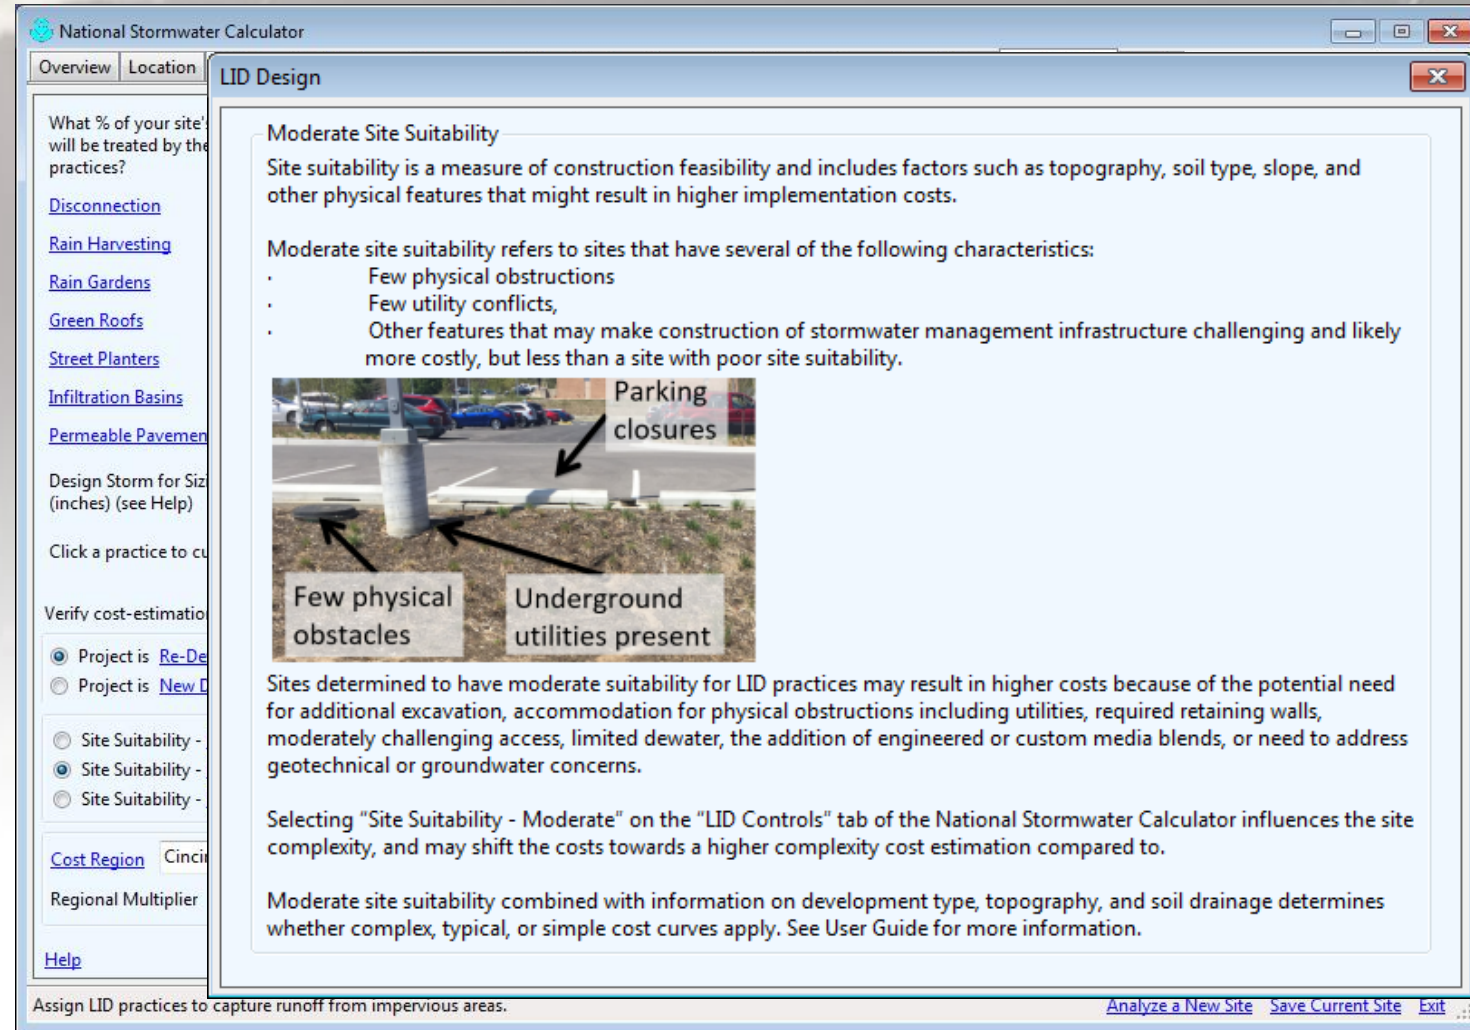 National Stormwater Calculator
Overview
Location
LID Design
What % of your site'
will be treated by the
practices?
Disconnection
Rain Harvesting
Rain Gardens
Green Roofs
Street Planters
Infiltration Basins
Permeable Pavemen
Design Storm for Sizi
(inches) (see Help)
Click a practice to cu
Verify cost-estimatio
Project is Re-De
Project is New D
Site Suitability -
Site Suitability -
Site Suitability -
Cost Region Cinci
Regional Multiplier
Help
Moderate Site Suitability
Site suitability is a measure of construction feasibility and includes factors such as topography, soil type, slope, and
other physical features that might result in higher implementation costs.
Moderate site suitability refers to sites that have several of the following characteristics:
· Few physical obstructions
· Few utility conflicts,
· Other features that may make construction of stormwater management infrastructure challenging and likely
more costly, but less than a site with poor site suitability.
Parking
closures
Few physical
obstacles
Underground
utilities present
Sites determined to have moderate suitability for LID practices may result in higher costs because of the potential need
for additional excavation, accommodation for physical obstructions including utilities, required retaining walls,
moderately challenging access, limited dewater, the addition of engineered or custom media blends, or need to address
geotechnical or groundwater concerns.
Selecting “Site Suitability - Moderate” on the “LID Controls” tab of the National Stormwater Calculator influences the site
complexity, and may shift the costs towards a higher complexity cost estimation compared to.
Moderate site suitability combined with information on development type, topography, and soil drainage determines
whether complex, typical, or simple cost curves apply. See User Guide for more information.
Assign LID practices to capture runoff from impervious areas.
Analyze a New Site Save Current Site Exit